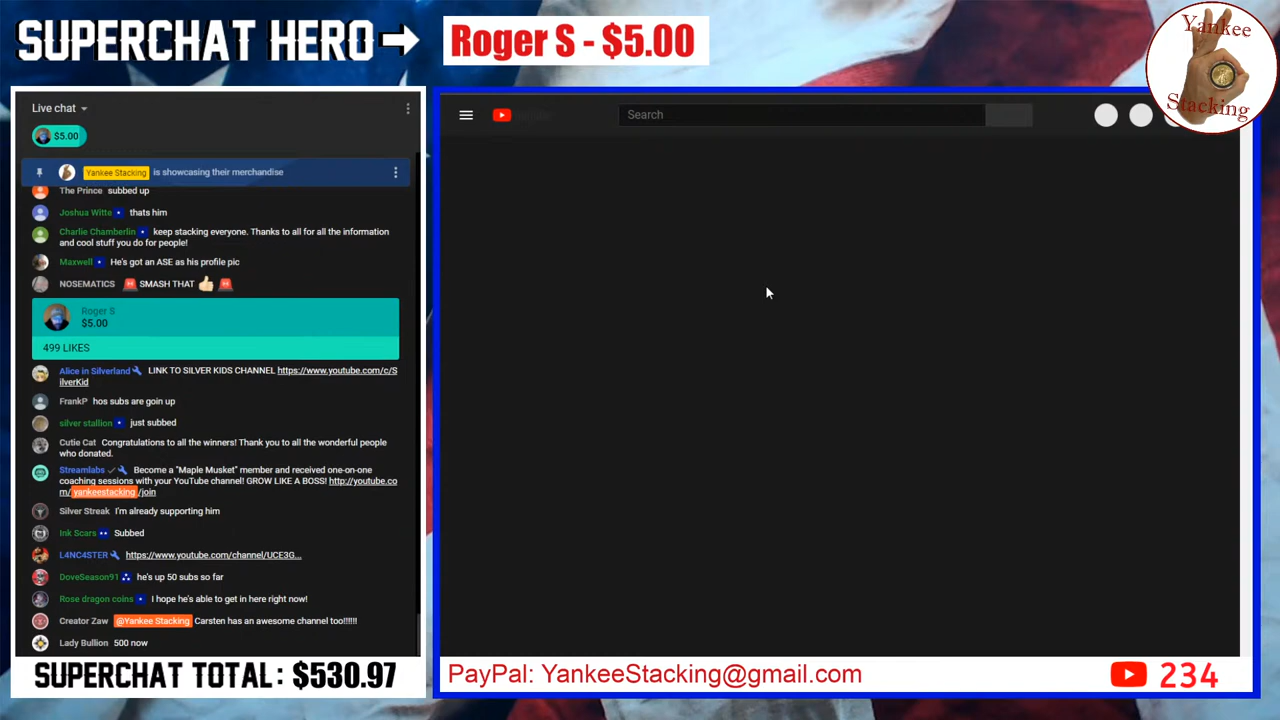 SUPERCHAT HERO
Roger S - $5.00
Yankee
Stacking
Live chat
$5.00
Yankee Stacking is showcasing their merchandise
The Prince subbed up
Joshua Witte thats him
Charlie Chamberlin keep stacking everyone. Thanks to all for all the information
and cool stuff you do for people!
Maxwell He's got an ASE as his profile pic
NOSEMATICS 🚨 SMASH THAT 👍🏻 🚨
Roger S
$5.00
499 LIKES
Alice in Silverland LINK TO SILVER KIDS CHANNEL https://www.youtube.com/c/S
ilverKid
FrankP hos subs are goin up
silver stallion just subbed
Cutie Cat Congratulations to all the winners! Thank you to all the wonderful people
who donated.
Streamlabs Become a "Maple Musket" member and received one-on-one
coaching sessions with your YouTube channel! GROW LIKE A BOSS! http://youtube.co
m/yankeestacking/join
Silver Streak I'm already supporting him
Ink Scars Subbed
L4NC4STER https://www.youtube.com/channel/UCE3G...
DoveSeason91 he's up 50 subs so far
Rose dragon coins I hope he's able to get in here right now!
Creator Zaw @Yankee Stacking Carsten has an awesome channel too!!!!!!
Lady Bullion 500 now
SUPERCHAT TOTAL: $530.97
Search
PayPal: YankeeStacking@gmail.com
234